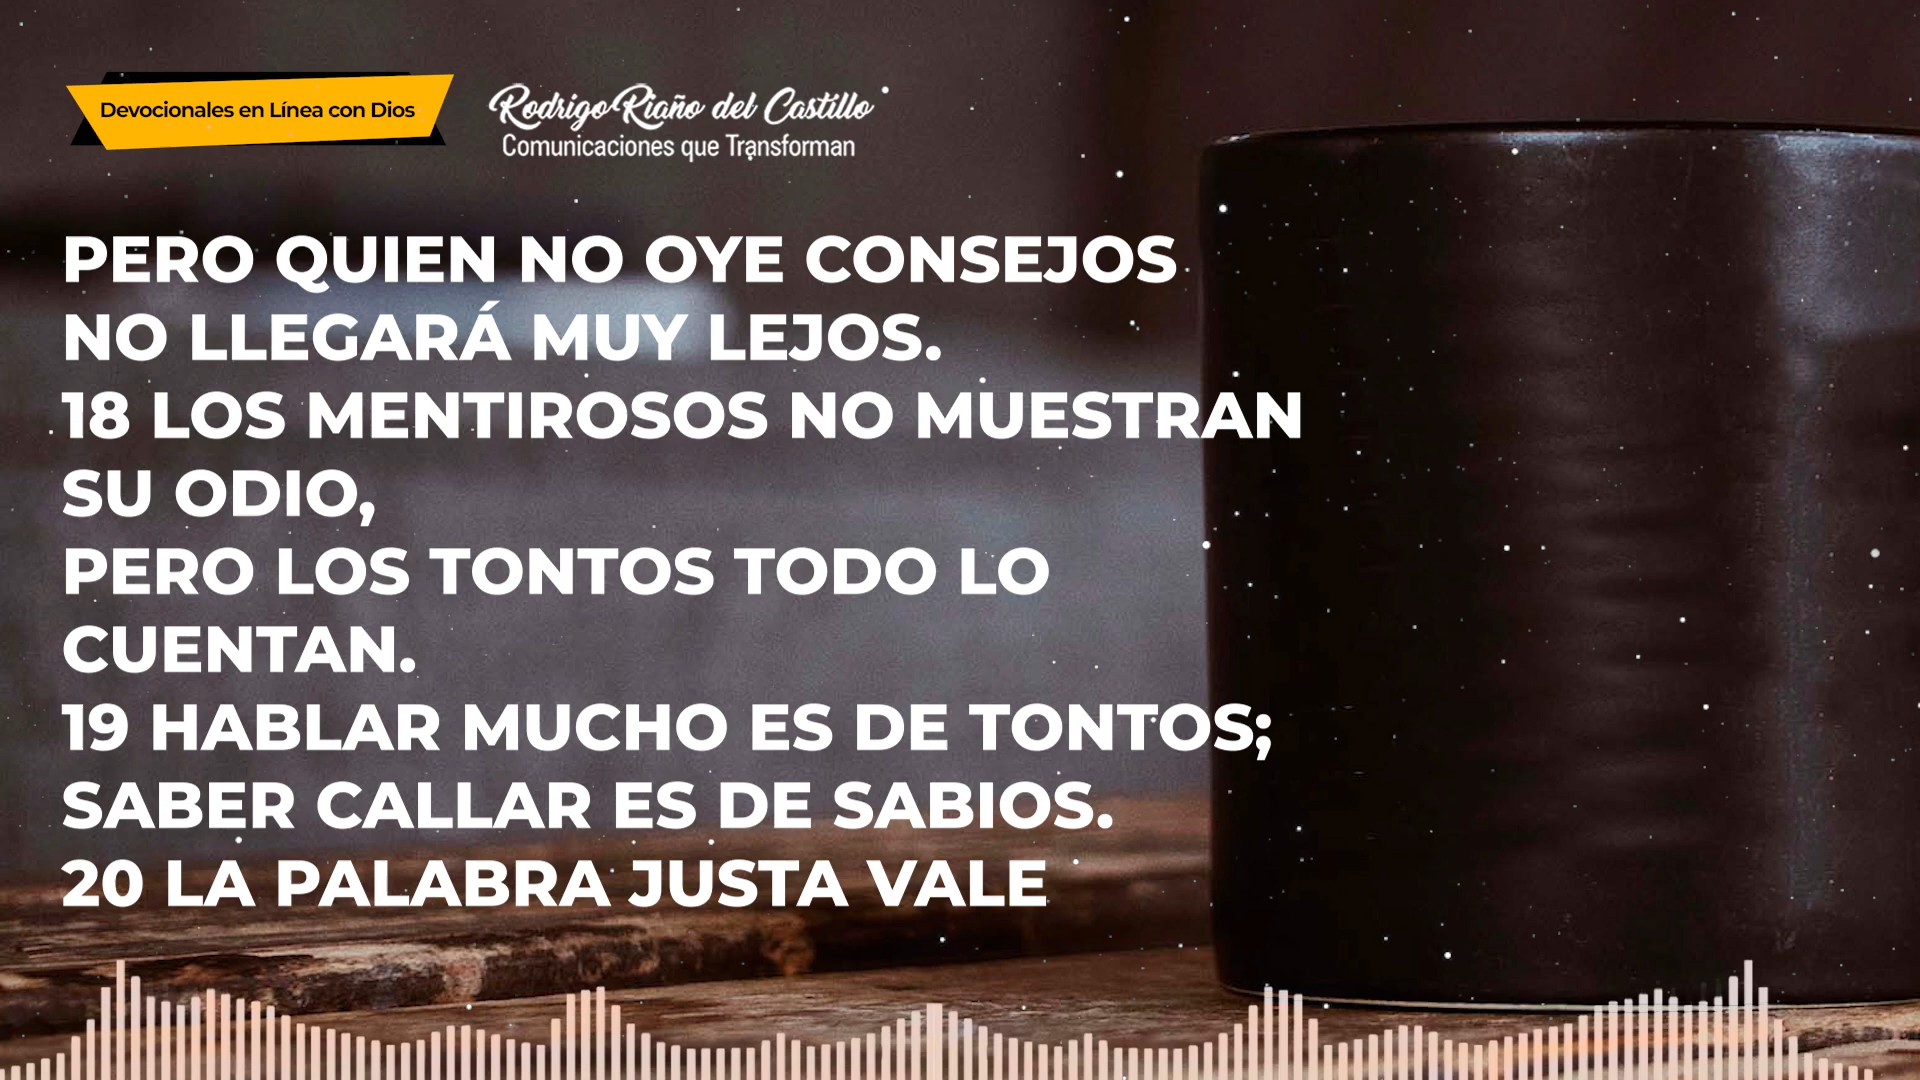 Devocionales en Línea con Dios
Rodrigo Riaño del Castillo
Comunicaciones que Transforman
PERO QUIEN NO OYE CONSEJOS
NO LLEGARÁ MUY LEJOS.
18 LOS MENTIROSOS NO MUESTRAN
SU ODIO,
PERO LOS TONTOS TODO LO
CUENTAN.
19 HABLAR MUCHO ES DE TONTOS;
SABER CALLAR ES DE SABIOS.
20 LA PALABRA JUSTA VALE